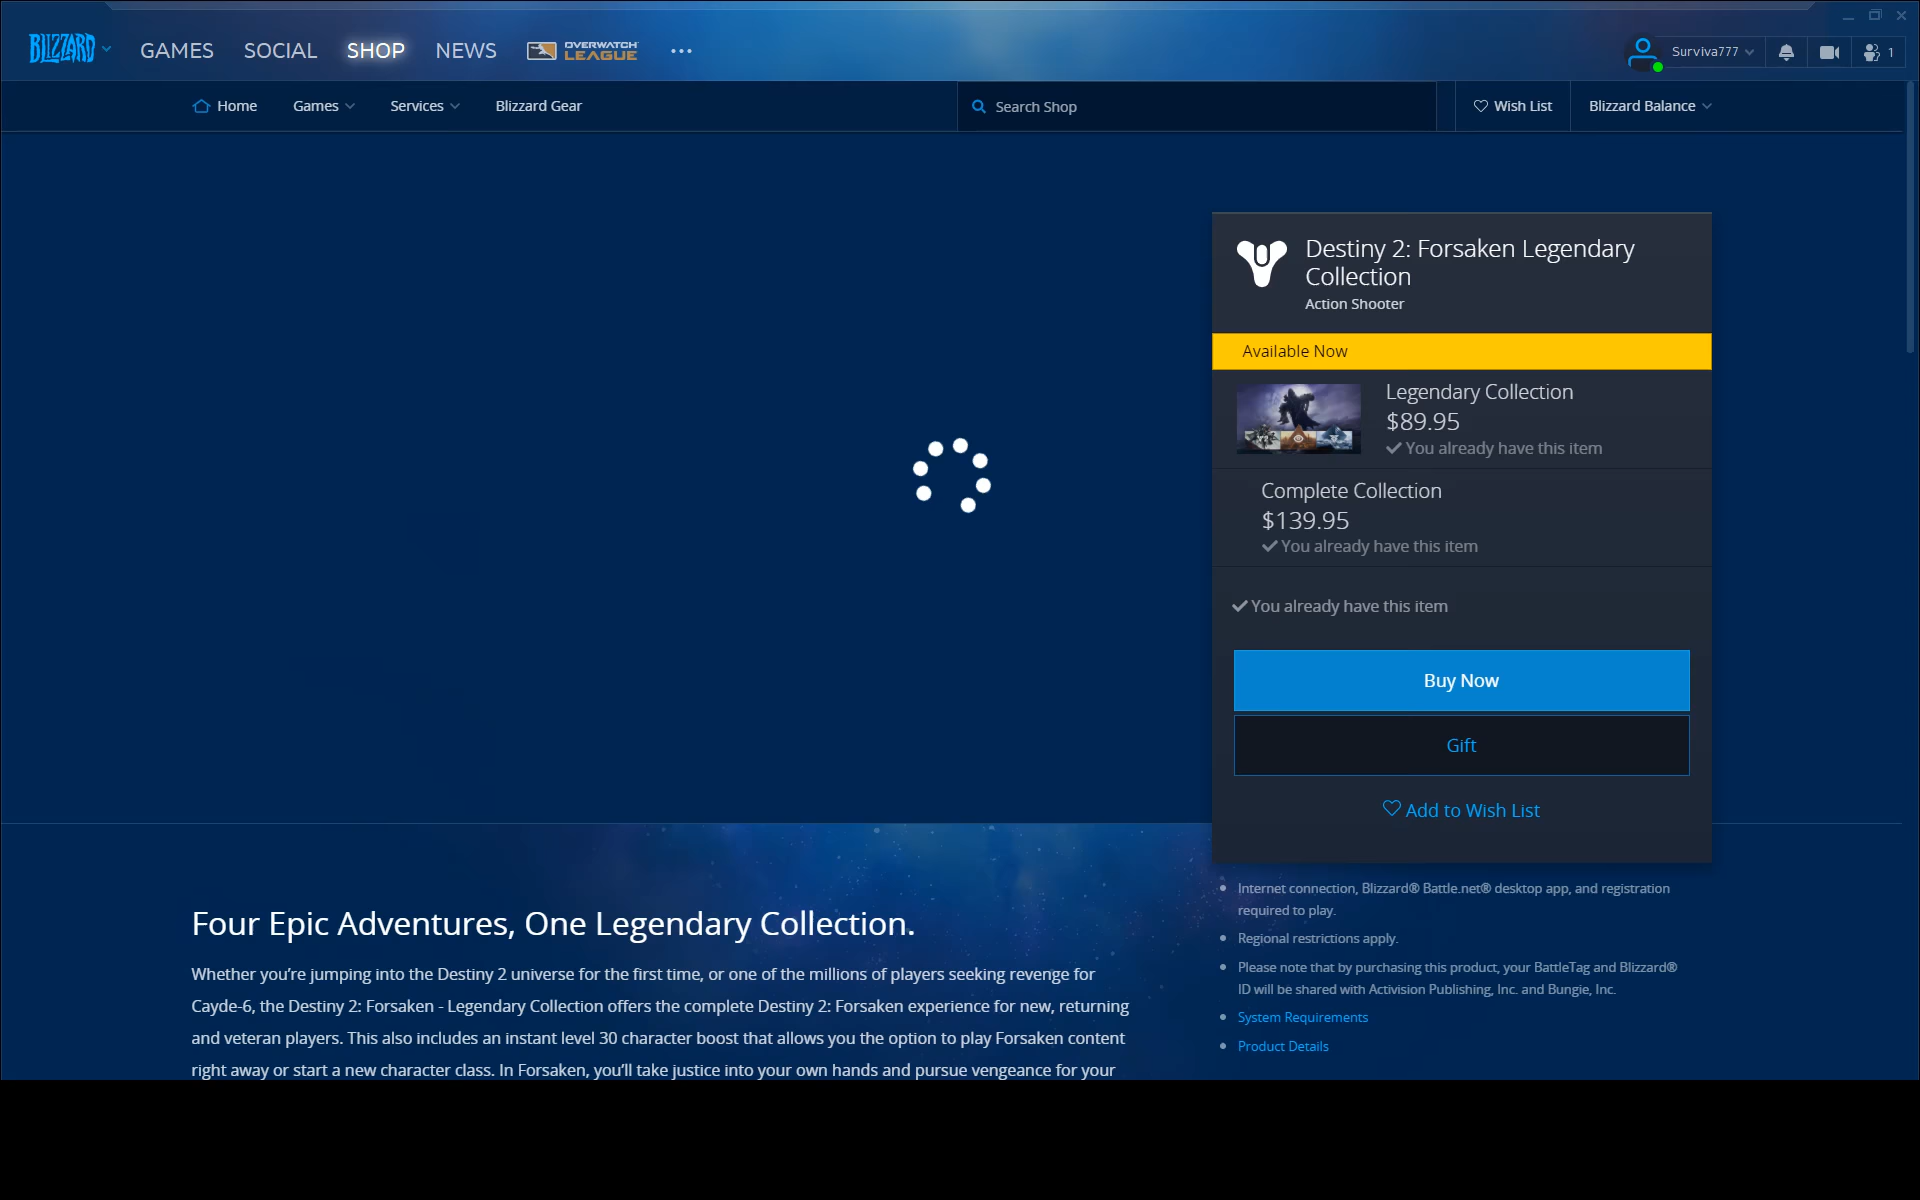 BLIZZARD
GAMES
SOCIAL
SHOP
NEWS
OVERWATCH
LEAGUE
Surviva777
1
Home
Games
Services
Blizzard Gear
Search Shop
Wish List
Blizzard Balance
Destiny 2: Forsaken Legendary
Collection
Action Shooter
Available Now
Legendary Collection
$89.95
You already have this item
Complete Collection
$139.95
You already have this item
You already have this item
Buy Now
Gift
Add to Wish List
Four Epic Adventures, One Legendary Collection.
Whether you’re jumping into the Destiny 2 universe for the first time, or one of the millions of players seeking revenge for
Cayde-6, the Destiny 2: Forsaken - Legendary Collection offers the complete Destiny 2: Forsaken experience for new, returning
and veteran players. This also includes an instant level 30 character boost that allows you the option to play Forsaken content
right away or start a new character class. In Forsaken, you’ll take justice into your own hands and pursue vengeance for your
Internet connection, Blizzard® Battle.net® desktop app, and registration
required to play.
Regional restrictions apply.
Please note that by purchasing this product, your BattleTag and Blizzard®
ID will be shared with Activision Publishing, Inc. and Bungie, Inc.
System Requirements
Product Details